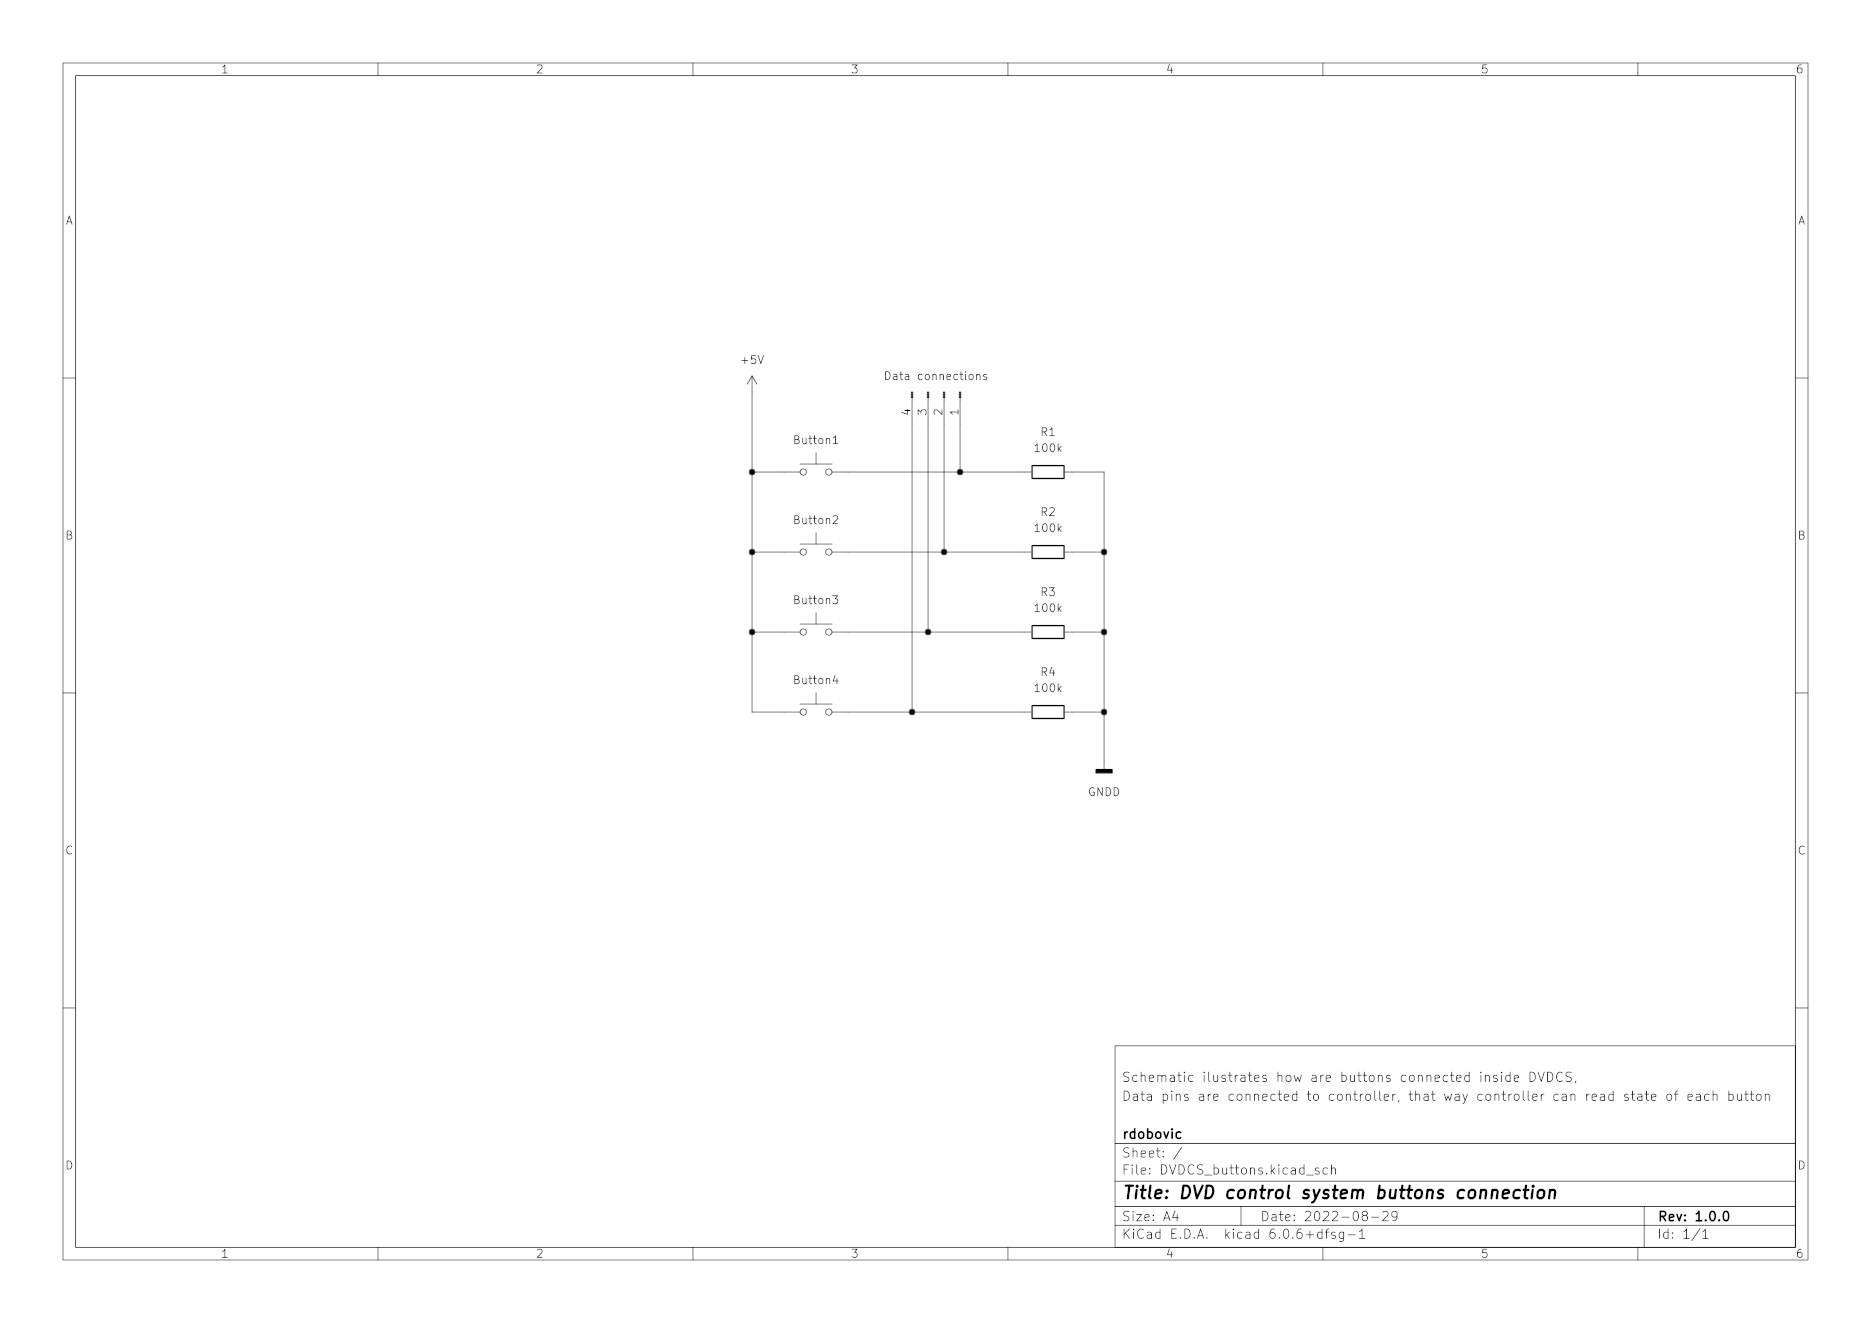 1 2 3 4 5 6
A A
+5V
Data connections
4 3 2 1
R1
100k
Button1
R2
100k
Button2
B B
R3
100k
Button3
R4
100k
Button4
GNDD
C C
Schematic ilustrates how are buttons connected inside DVDCS,
Data pins are connected to controller, that way controller can read state of each button
rdobovic
Sheet: /
D D
File: DVDCS_buttons.kicad_sch
Title: DVD control system buttons connection
Size: A4 Date: 2022-08-29 Rev: 1.0.0
KiCad E.D.A. kicad 6.0.6+dfsg-1 Id: 1/1
1 2 3 4 5 6